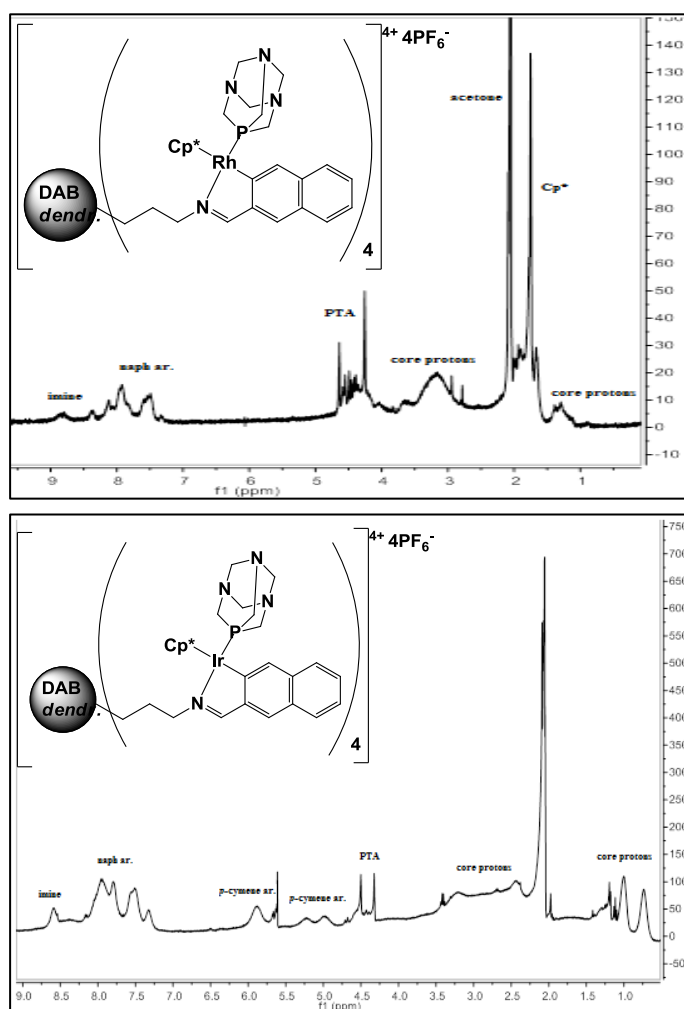 4+ 4PF6-
N
N
N
P
Cp*
Rh
DAB
dendr.
N
4
acetone
Cp*
PTA
core protons
naph ar.
imine
core protons
150
140
130
120
110
100
90
80
70
60
50
40
30
20
10
0
-10
9 8 7 6 5 4 3 2 1
f1 (ppm)
4+ 4PF6-
N
N
N
P
Cp*
Ir
DAB
dendr.
N
4
PTA
naph ar.
core protons
core protons
imine
p-cymene ar.
p-cymene ar.
750
700
650
600
550
500
450
400
350
300
250
200
150
100
50
0
-50
9.0 8.5 8.0 7.5 7.0 6.5 6.0 5.5 5.0 4.5 4.0 3.5 3.0 2.5 2.0 1.5 1.0
f1 (ppm)